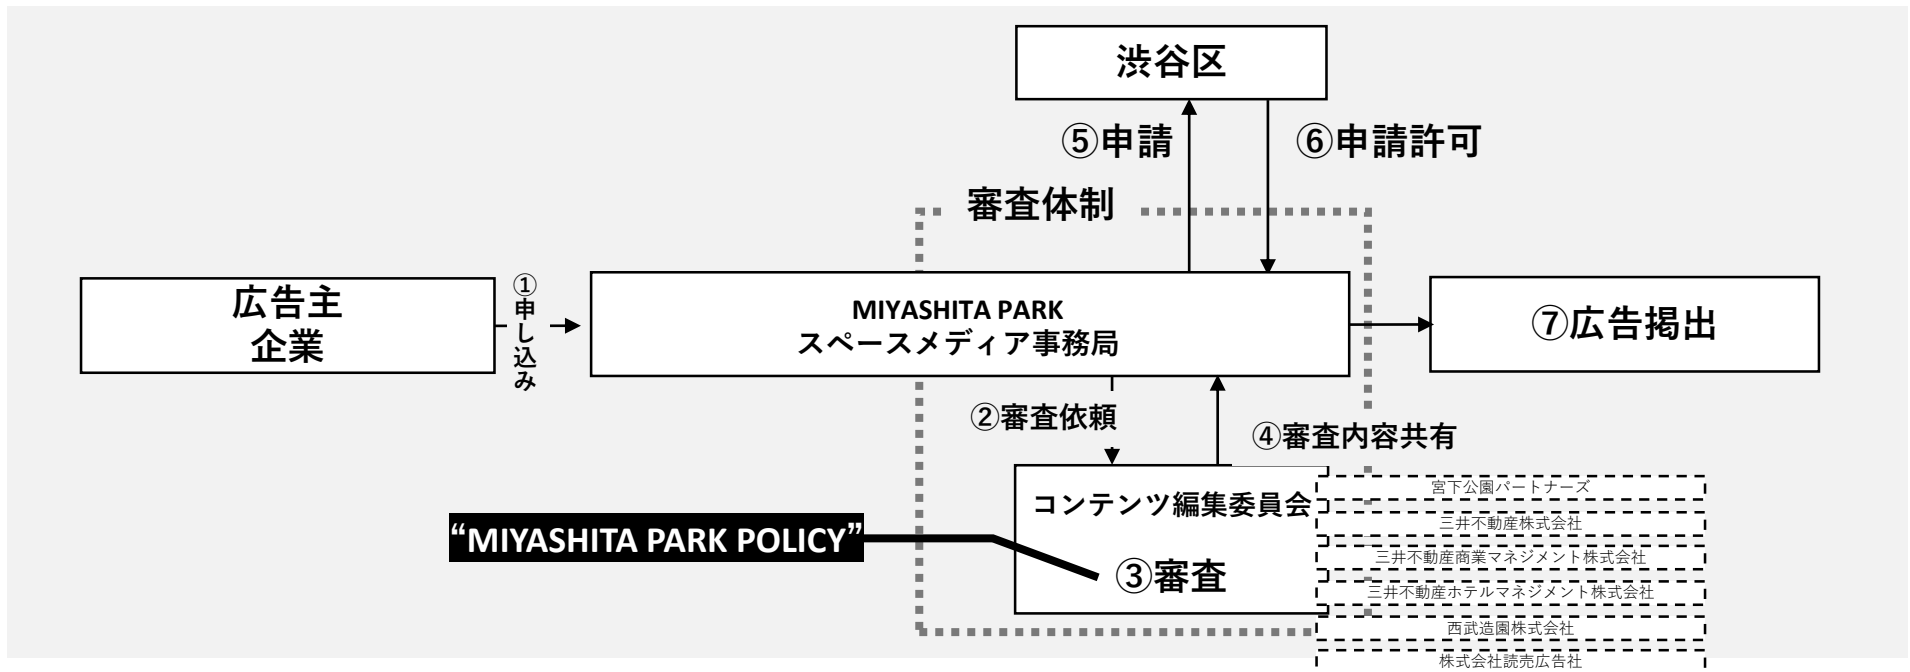 渋谷区
⑤申請
⑥申請許可
審査体制
広告主
企業
①申し込み
MIYASHITA PARK
スペースメディア事務局
⑦広告掲出
②審査依頼
④審査内容共有
コンテンツ編集委員会
“MIYASHITA PARK POLICY”
③審査
宮下公園パートナーズ
三井不動産株式会社
三井不動産商業マネジメント株式会社
三井不動産ホテルマネジメント株式会社
西武造園株式会社
株式会社読売広告社